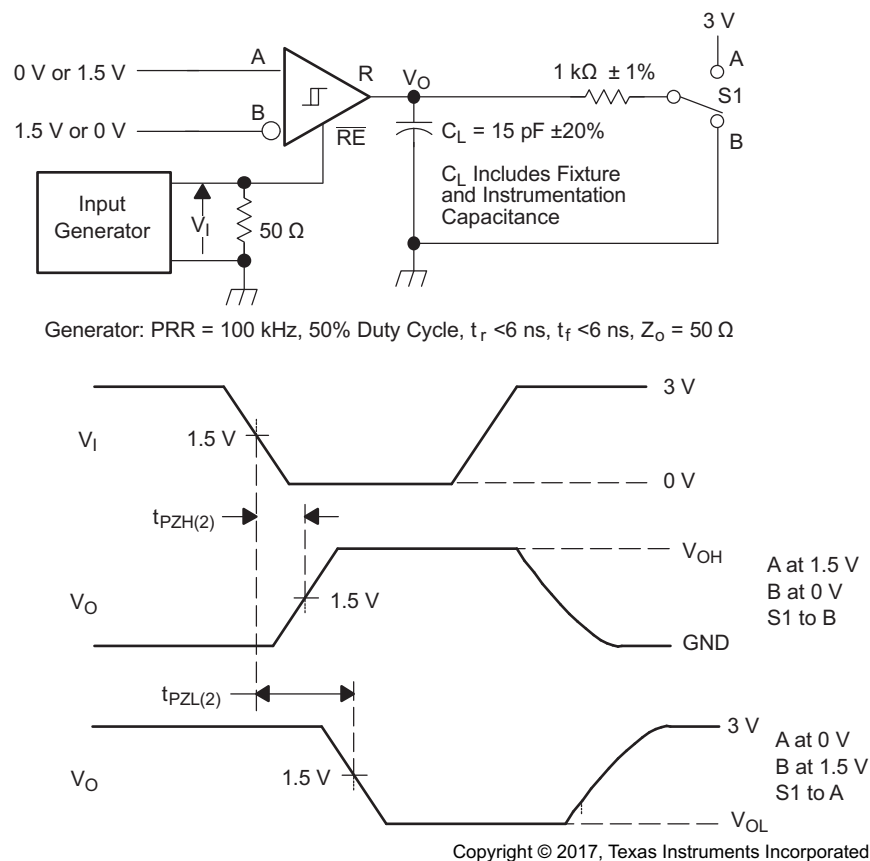 3 V
0 V or 1.5 V
A
R
V_O
1 kΩ ± 1%
A
S1
1.5 V or 0 V
B
R̅E̅
C_L = 15 pF ±20%
B
C_L Includes Fixture
and Instrumentation
Capacitance
Input
Generator
V_I
50 Ω
Generator: PRR = 100 kHz, 50% Duty Cycle, t_r <6 ns, t_f <6 ns, Z_o = 50 Ω
3 V
V_I
1.5 V
0 V
t_PZH(2)
V_OH
A at 1.5 V
B at 0 V
S1 to B
V_O
1.5 V
GND
t_PZL(2)
3 V
A at 0 V
B at 1.5 V
S1 to A
V_O
1.5 V
V_OL
Copyright © 2017, Texas Instruments Incorporated